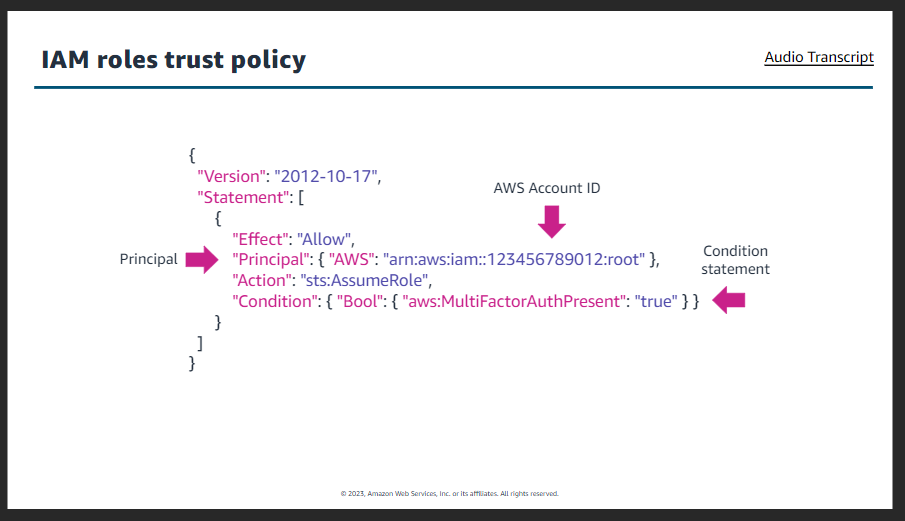 IAM roles trust policy
Audio Transcript
{
"Version": "2012-10-17",
"Statement": [
{
"Effect": "Allow",
"Principal": { "AWS": "arn:aws:iam::123456789012:root" },
"Action": "sts:AssumeRole",
"Condition": { "Bool": { "aws:MultiFactorAuthPresent": "true" } }
}
]
}
AWS Account ID
Principal
Condition
statement
© 2023, Amazon Web Services, Inc. or its affiliates. All rights reserved.